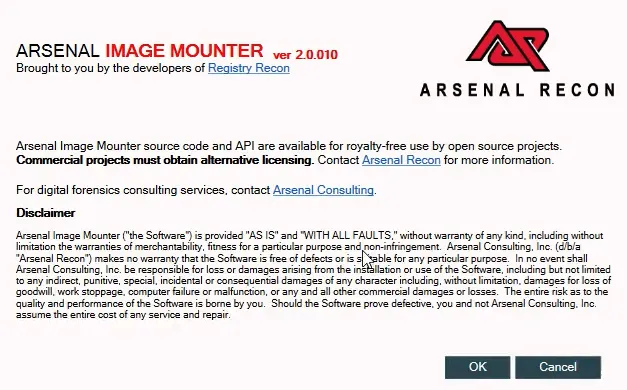 ARSENAL IMAGE MOUNTER ver 2.0.010
Brought to you by the developers of Registry Recon
ARSENAL RECON
Arsenal Image Mounter source code and API are available for royalty-free use by open source projects.
Commercial projects must obtain alternative licensing. Contact Arsenal Recon for more information.
For digital forensics consulting services, contact Arsenal Consulting.
Disclaimer
Arsenal Image Mounter ("the Software") is provided "AS IS" and "WITH ALL FAULTS," without warranty of any kind, including without
limitation the warranties of merchantability, fitness for a particular purpose and non-infringement. Arsenal Consulting, Inc. (d/b/a
"Arsenal Recon") makes no warranty that the Software is free of defects or is suitable for any particular purpose. In no event shall
Arsenal Consulting, Inc. be responsible for loss or damages arising from the installation or use of the Software, including but not limited
to any indirect, punitive, special, incidental or consequential damages of any character including, without limitation, damages for loss of
goodwill, work stoppage, computer failure or malfunction, or any and all other commercial damages or losses. The entire risk as to the
quality and performance of the Software is borne by you. Should the Software prove defective, you and not Arsenal Consulting, Inc.
assume the entire cost of any service and repair.
OK Cancel